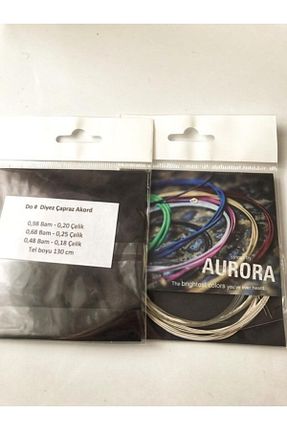 Do # Diyez Çapraz Akord
0,98 Bam - 0,20 Çelik
0,68 Bam - 0,25 Çelik
0,48 Bam - 0,18 Çelik
Tel boyu 130 cm
AURORA
The brightest colors you've ever heard.